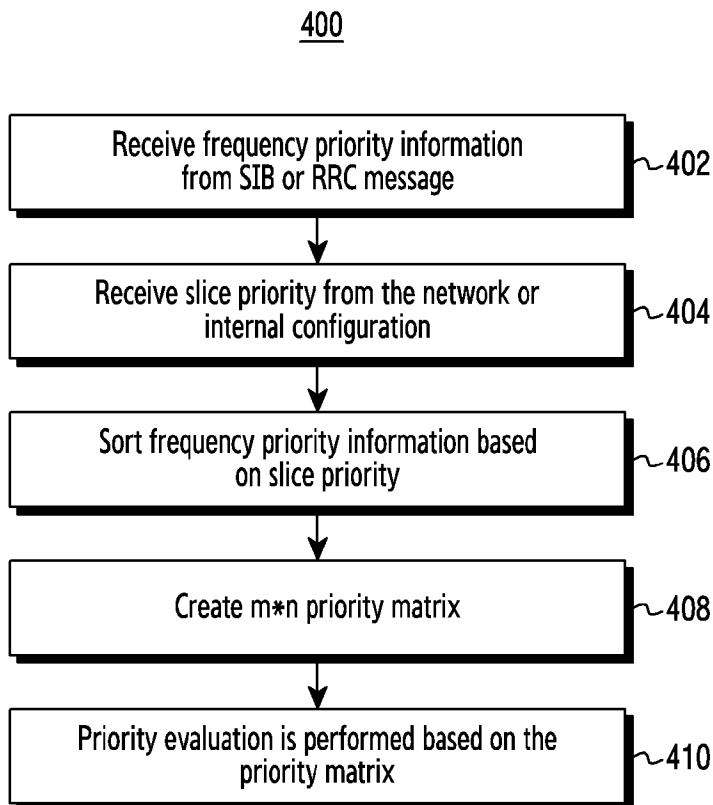 400
Receive frequency priority information
from SIB or RRC message
402
Receive slice priority from the network or
internal configuration
404
Sort frequency priority information based
on slice priority
406
Create m*n priority matrix
408
Priority evaluation is performed based on the
priority matrix
410